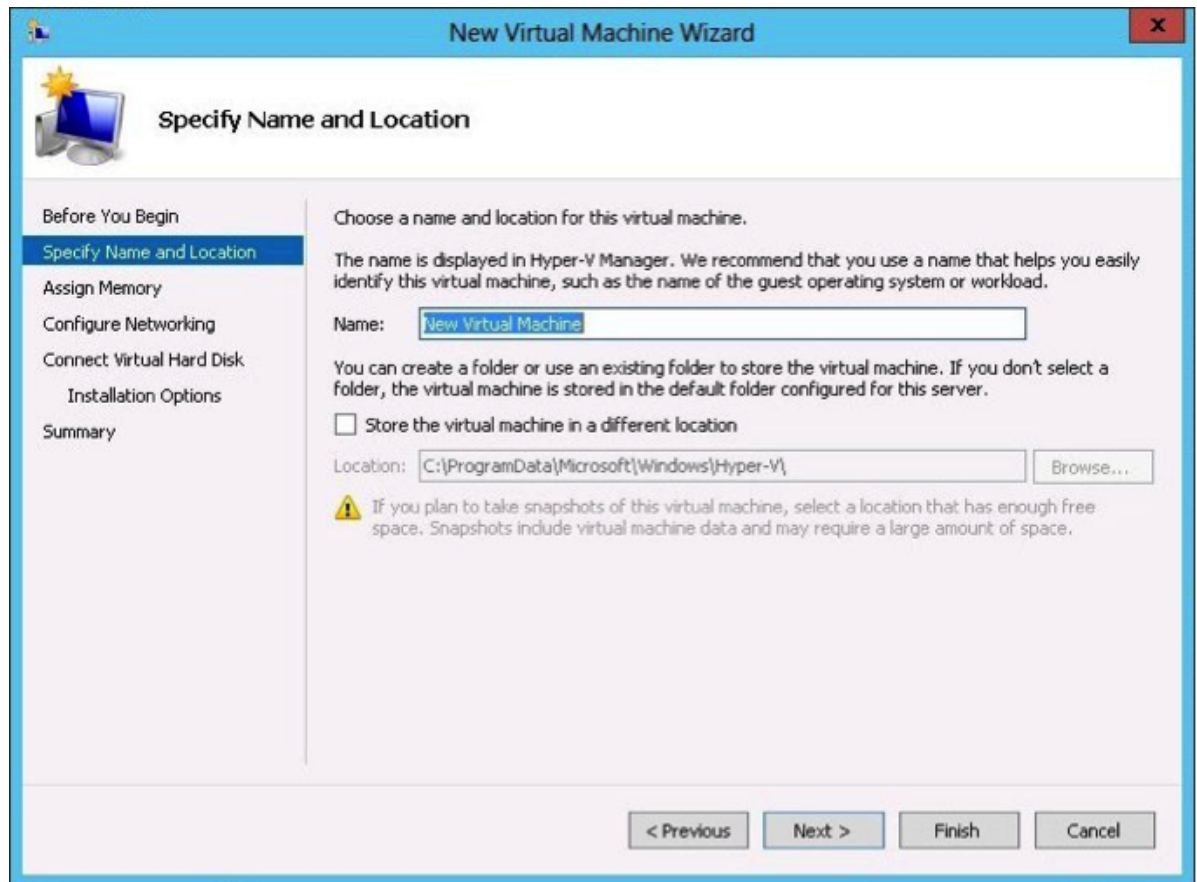 New Virtual Machine Wizard
x
Specify Name and Location
Before You Begin
Specify Name and Location
Assign Memory
Configure Networking
Connect Virtual Hard Disk
Installation Options
Summary
Choose a name and location for this virtual machine.
The name is displayed in Hyper-V Manager. We recommend that you use a name that helps you easily
identify this virtual machine, such as the name of the guest operating system or workload.
Name: New Virtual Machine
You can create a folder or use an existing folder to store the virtual machine. If you don't select a
folder, the virtual machine is stored in the default folder configured for this server.
Store the virtual machine in a different location
Location: C:\ProgramData\Microsoft\Windows\Hyper-V\ Browse...
If you plan to take snapshots of this virtual machine, select a location that has enough free
space. Snapshots include virtual machine data and may require a large amount of space.
< Previous Next > Finish Cancel